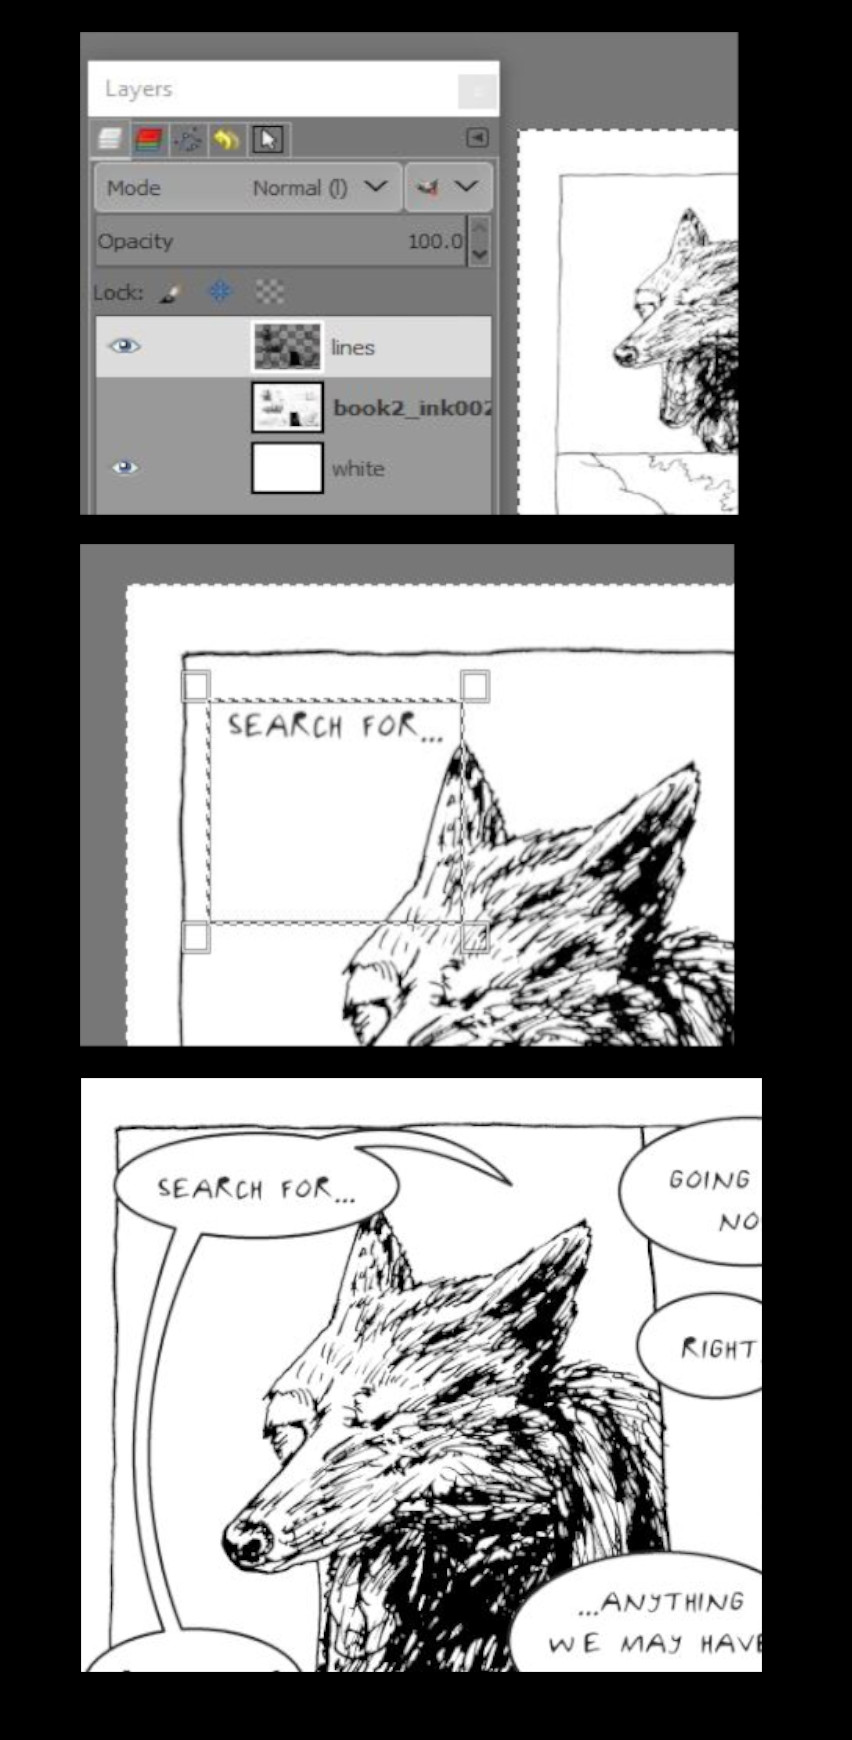 Layers
Mode Normal (l)
Opacity 100.0
Lock:
lines
book2_ink002
white
SEARCH FOR...
SEARCH FOR...
GOING
NO
RIGHT
...ANYTHING
WE MAY HAVE